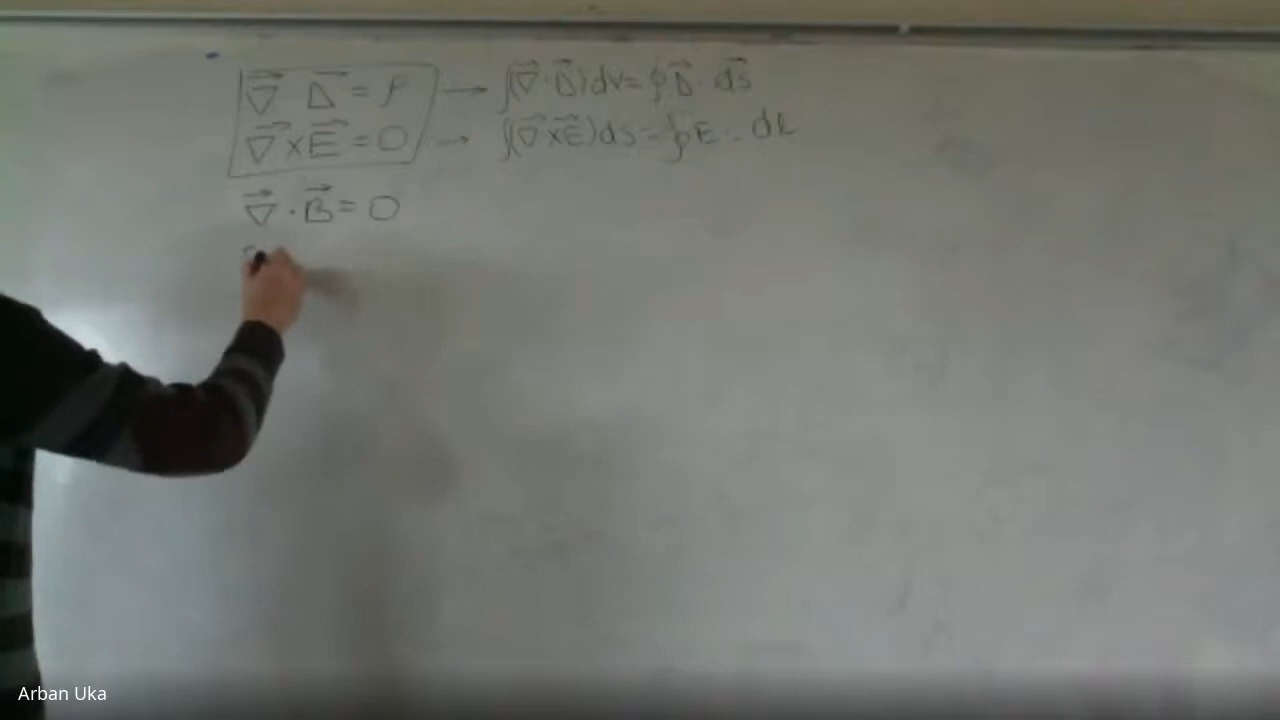 ∇⃗ D⃗ = ρ → ∫(∇⃗ · D⃗)dv = ∮D⃗ · ds⃗
∇⃗ x E⃗ = 0 → ∫(∇⃗ x E⃗)ds = ∮E · dl
∇⃗ · B⃗ = 0
Arban Uka